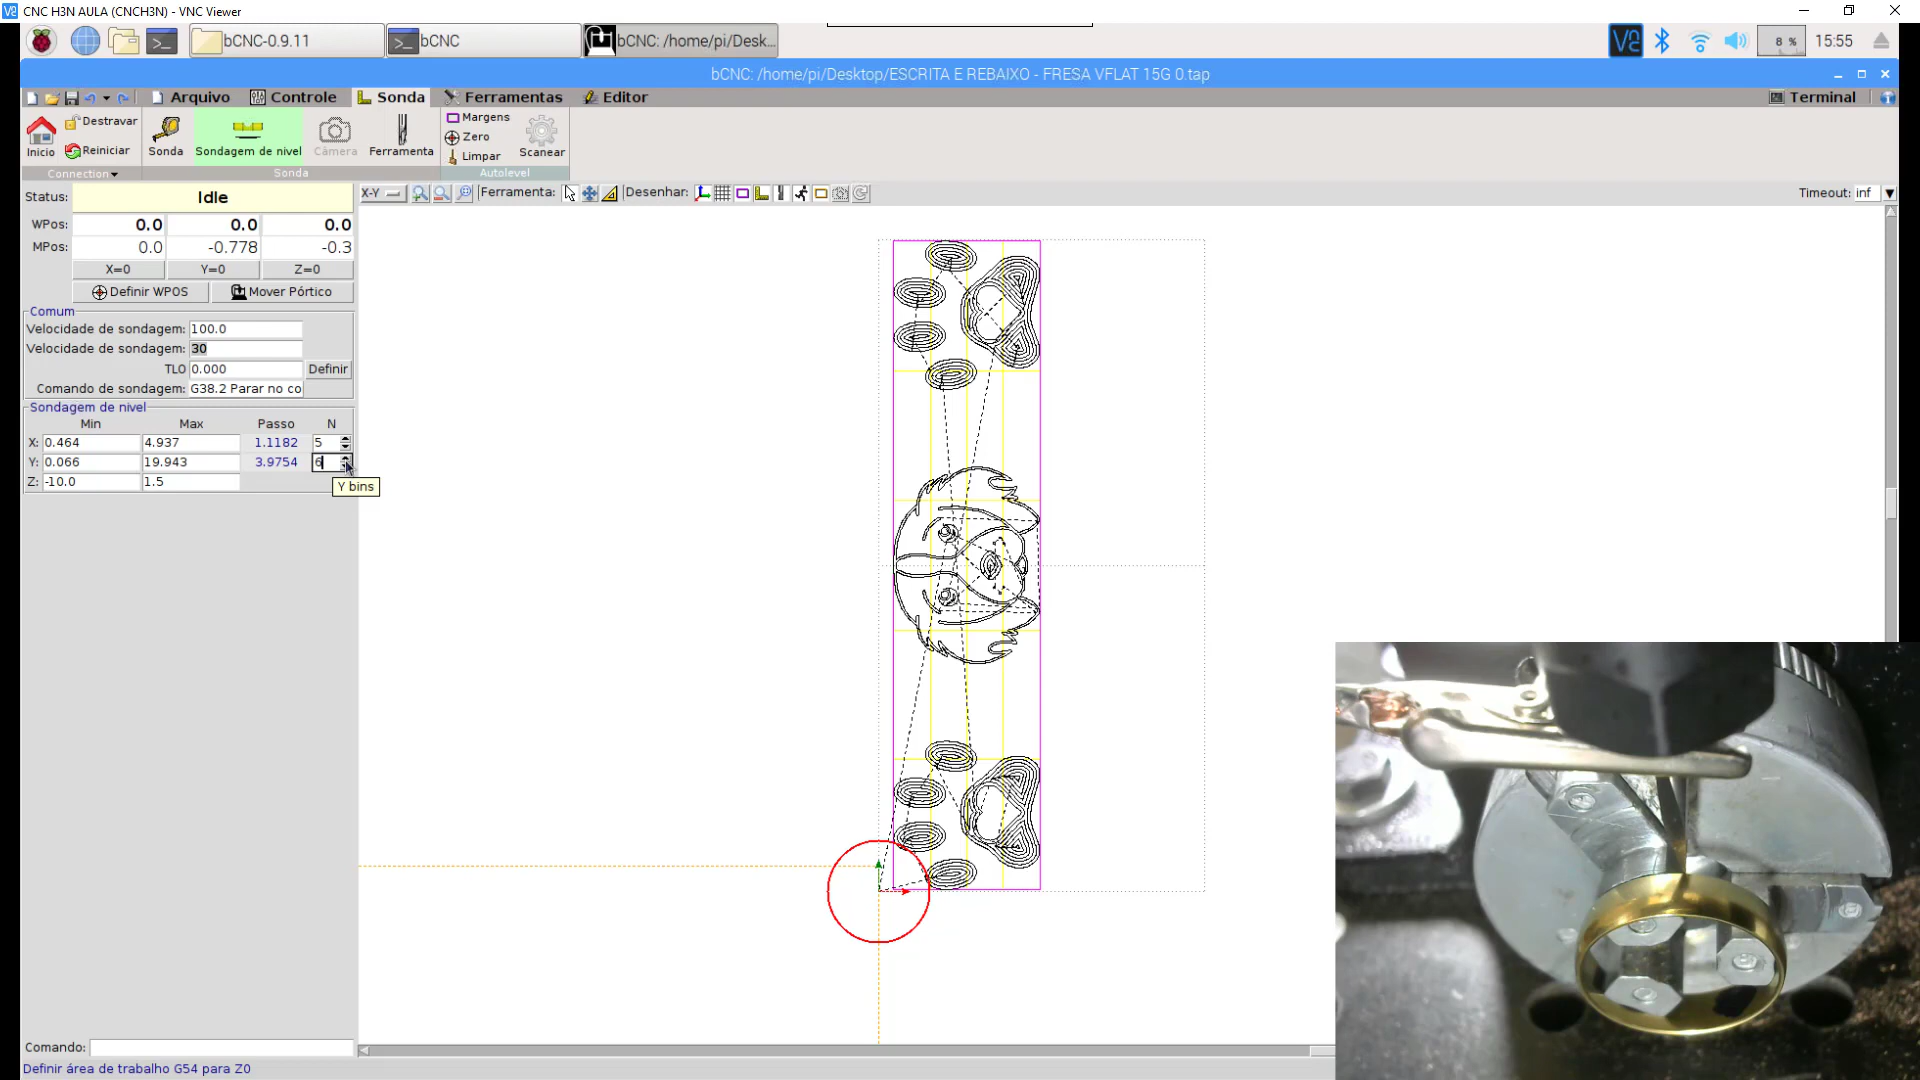 CNC H3N AULA (CNCH3N) - VNC Viewer
bCNC-0.9.11
bCNC
bCNC: /home/pi/Desk...
8 %
15:55
bCNC: /home/pi/Desktop/ESCRITA E REBAIXO - FRESA VFLAT 15G 0.tap
Arquivo
Controle
Sonda
Ferramentas
Editor
Terminal
Inicio
Destravar
Reiniciar
Connection
Sonda
Sondagem de nivel
Câmera
Ferramenta
Sonda
Margens
Zero
Limpar
Scanear
Autolevel
Status:
Idle
X-Y
Ferramenta:
Desenhar:
Timeout:
inf
WPos:
0.0
0.0
0.0
MPos:
0.0
-0.778
-0.3
X=0
Y=0
Z=0
Definir WPOS
Mover Pórtico
Comum
Velocidade de sondagem: 100.0
Velocidade de sondagem: 30
TLO 0.000
Definir
Comando de sondagem: G38.2 Parar no co
Sondagem de nivel
Min
Max
Passo
N
X: 0.464
4.937
1.1182
5
Y: 0.066
19.943
3.9754
6
Z: -10.0
1.5
Y bins
Comando:
Definir área de trabalho G54 para Z0